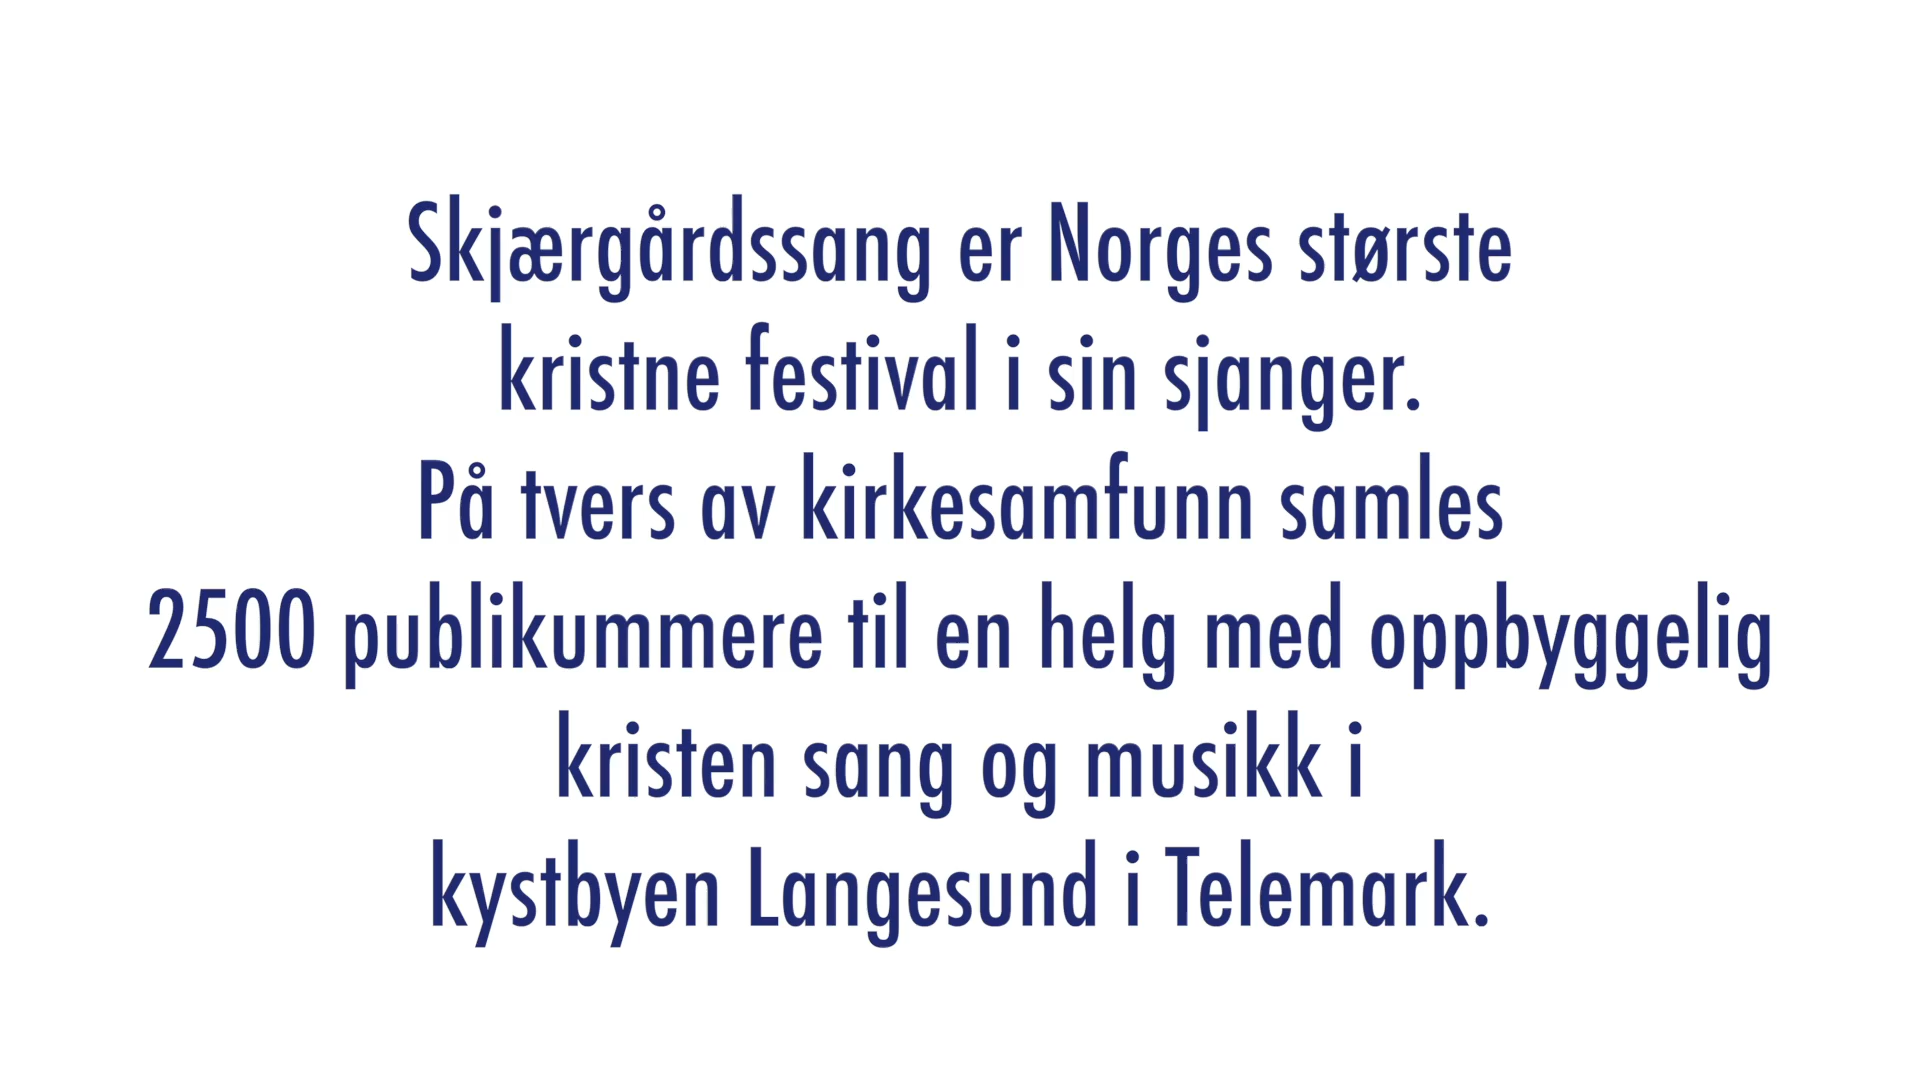 Skjærgårdssang er Norges største
kristne festival i sin sjanger.
På tvers av kirkesamfunn samles
2500 publikummere til en helg med oppbyggelig
kristen sang og musikk i
kystbyen Langesund i Telemark.